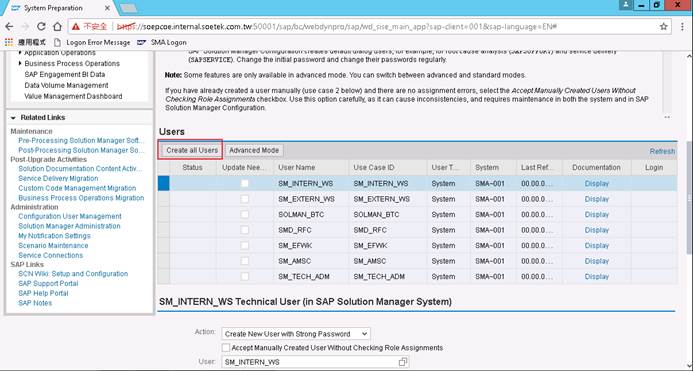 System Preparation
不安全
https://soepcoe.internal.soetek.com.tw:50001/sap/bc/webdynpro/sap/wd_sise_main_app?sap-client=001&sap-language=EN#
應用程式 Logon Error Message SMA Logon
Application Operations
Business Process Operations
SAP Engagement BI Data
Data Volume Management
Value Management Dashboard
Related Links
Maintenance
Pre-Processing Solution Manager Soft...
Post-Processing Solution Manager So...
Post-Upgrade Activities
Solution Documentation Content Activ...
Service Delivery Migration
Custom Code Management Migration
Business Process Operations Migration
Administration
Configuration User Management
Solution Manager Administration
My Notification Settings
Scenario Maintenance
Service Connections
SAP Links
SCN Wiki: Setup and Configuration
SAP Support Portal
SAP Help Portal
SAP Notes
SAP Solution Manager Configuration creates default dialog users, for example, for root cause analysis (SAPSUPPORT) and service delivery
(SAPSERVICE). Change the initial password and change their passwords regularly.
Note: Some features are only available in advanced mode. You can switch between advanced and standard modes.
If you have already created a user manually (use case 2 below) and there are no assignment errors, select the Accept Manually Created Users Without
Checking Role Assignments checkbox. Use this option carefully, as it can cause inconsistencies, and requires maintenance in both the system and in SAP
Solution Manager Configuration.
Users
Create all Users Advanced Mode Refresh
Status Update Nee... User Name Use Case ID User T... System Last Ref... Documentation Login
SM_INTERN_WS SM_INTERN_WS System SMA~001 00.00.0... Display
SM_EXTERN_WS SM_EXTERN_WS System SMA~001 00.00.0... Display
SOLMAN_BTC SOLMAN_BTC System SMA~001 00.00.0... Display
SMD_RFC SMD_RFC System SMA~001 00.00.0... Display
SM_EFWK SM_EFWK System SMA~001 00.00.0... Display
SM_AMSC SM_AMSC System SMA~001 00.00.0... Display
SM_TECH_ADM SM_TECH_ADM System SMA~001 00.00.0... Display
SM_INTERN_WS Technical User (in SAP Solution Manager System)
Action: Create New User with Strong Password
Accept Manually Created User Without Checking Role Assignments
User: SM_INTERN_WS